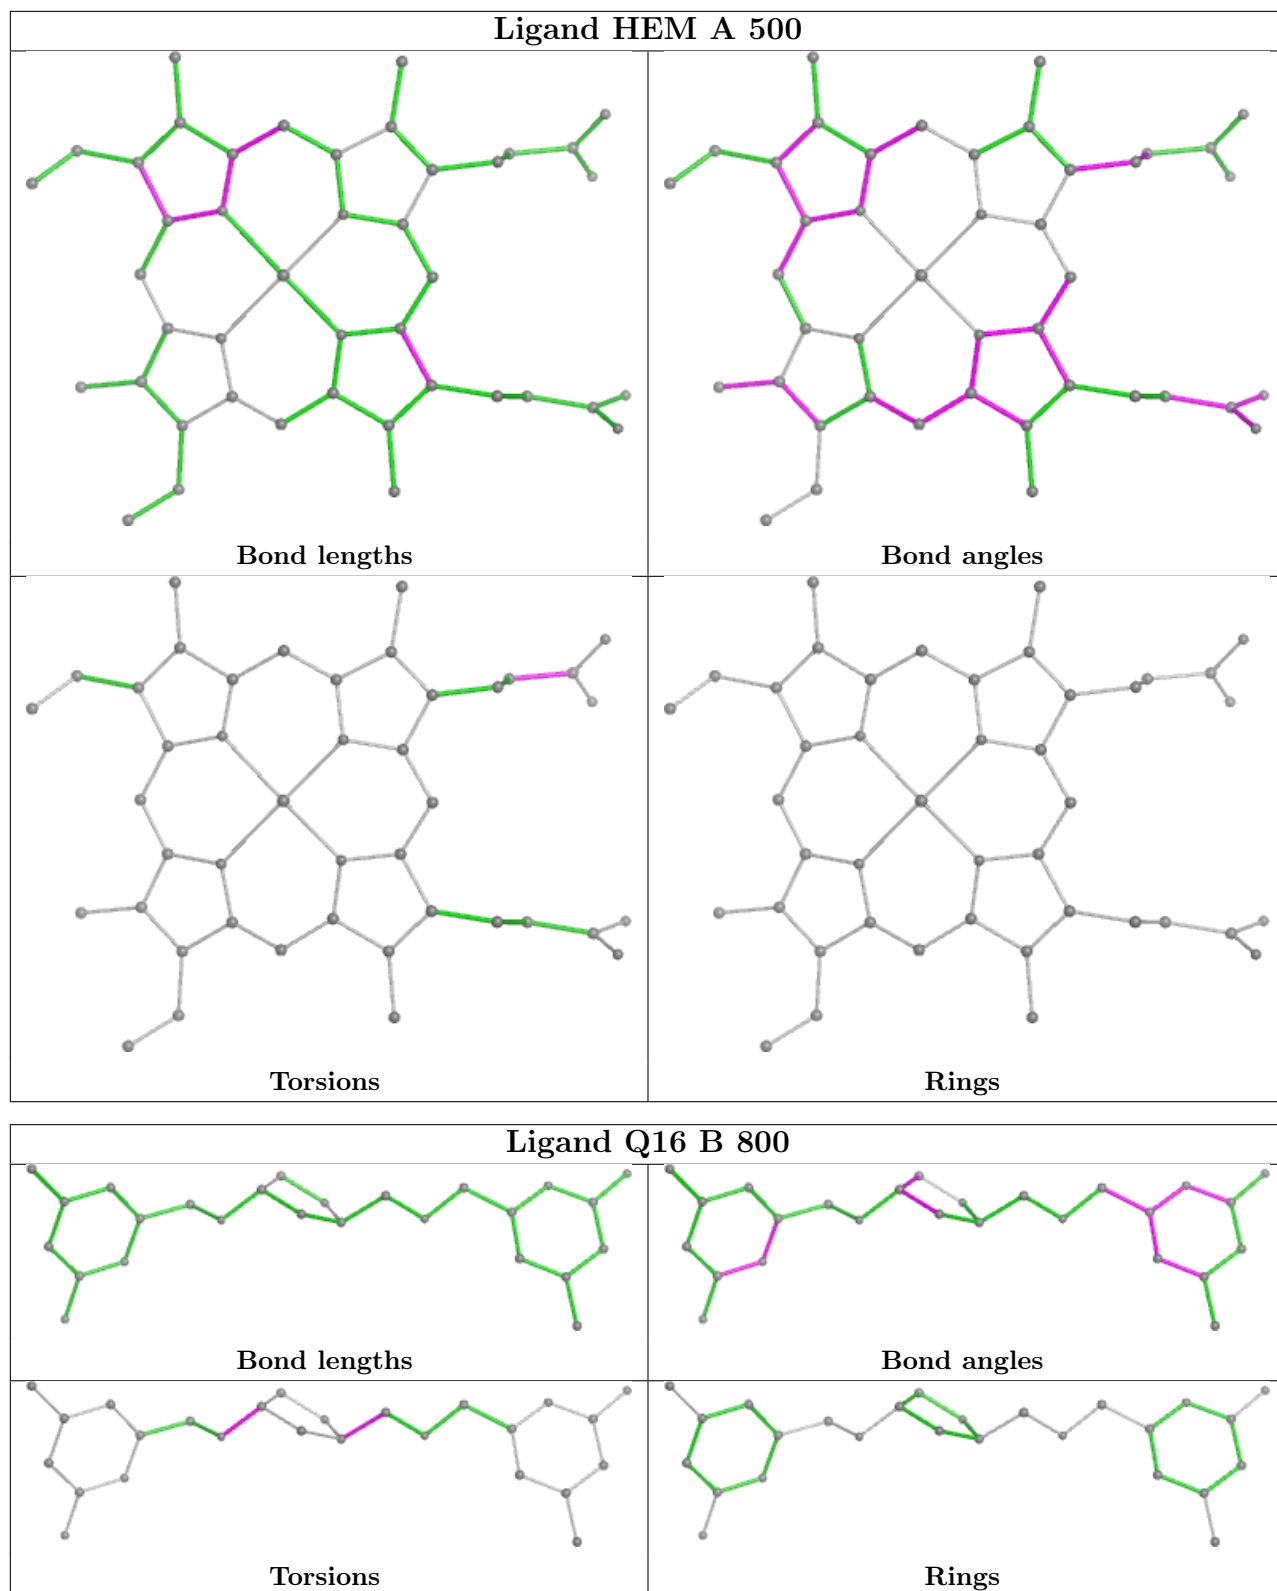 Ligand HEM A 500
Bond lengths
Bond angles
Torsions
Rings
Ligand Q16 B 800
Bond lengths
Bond angles
Torsions
Rings